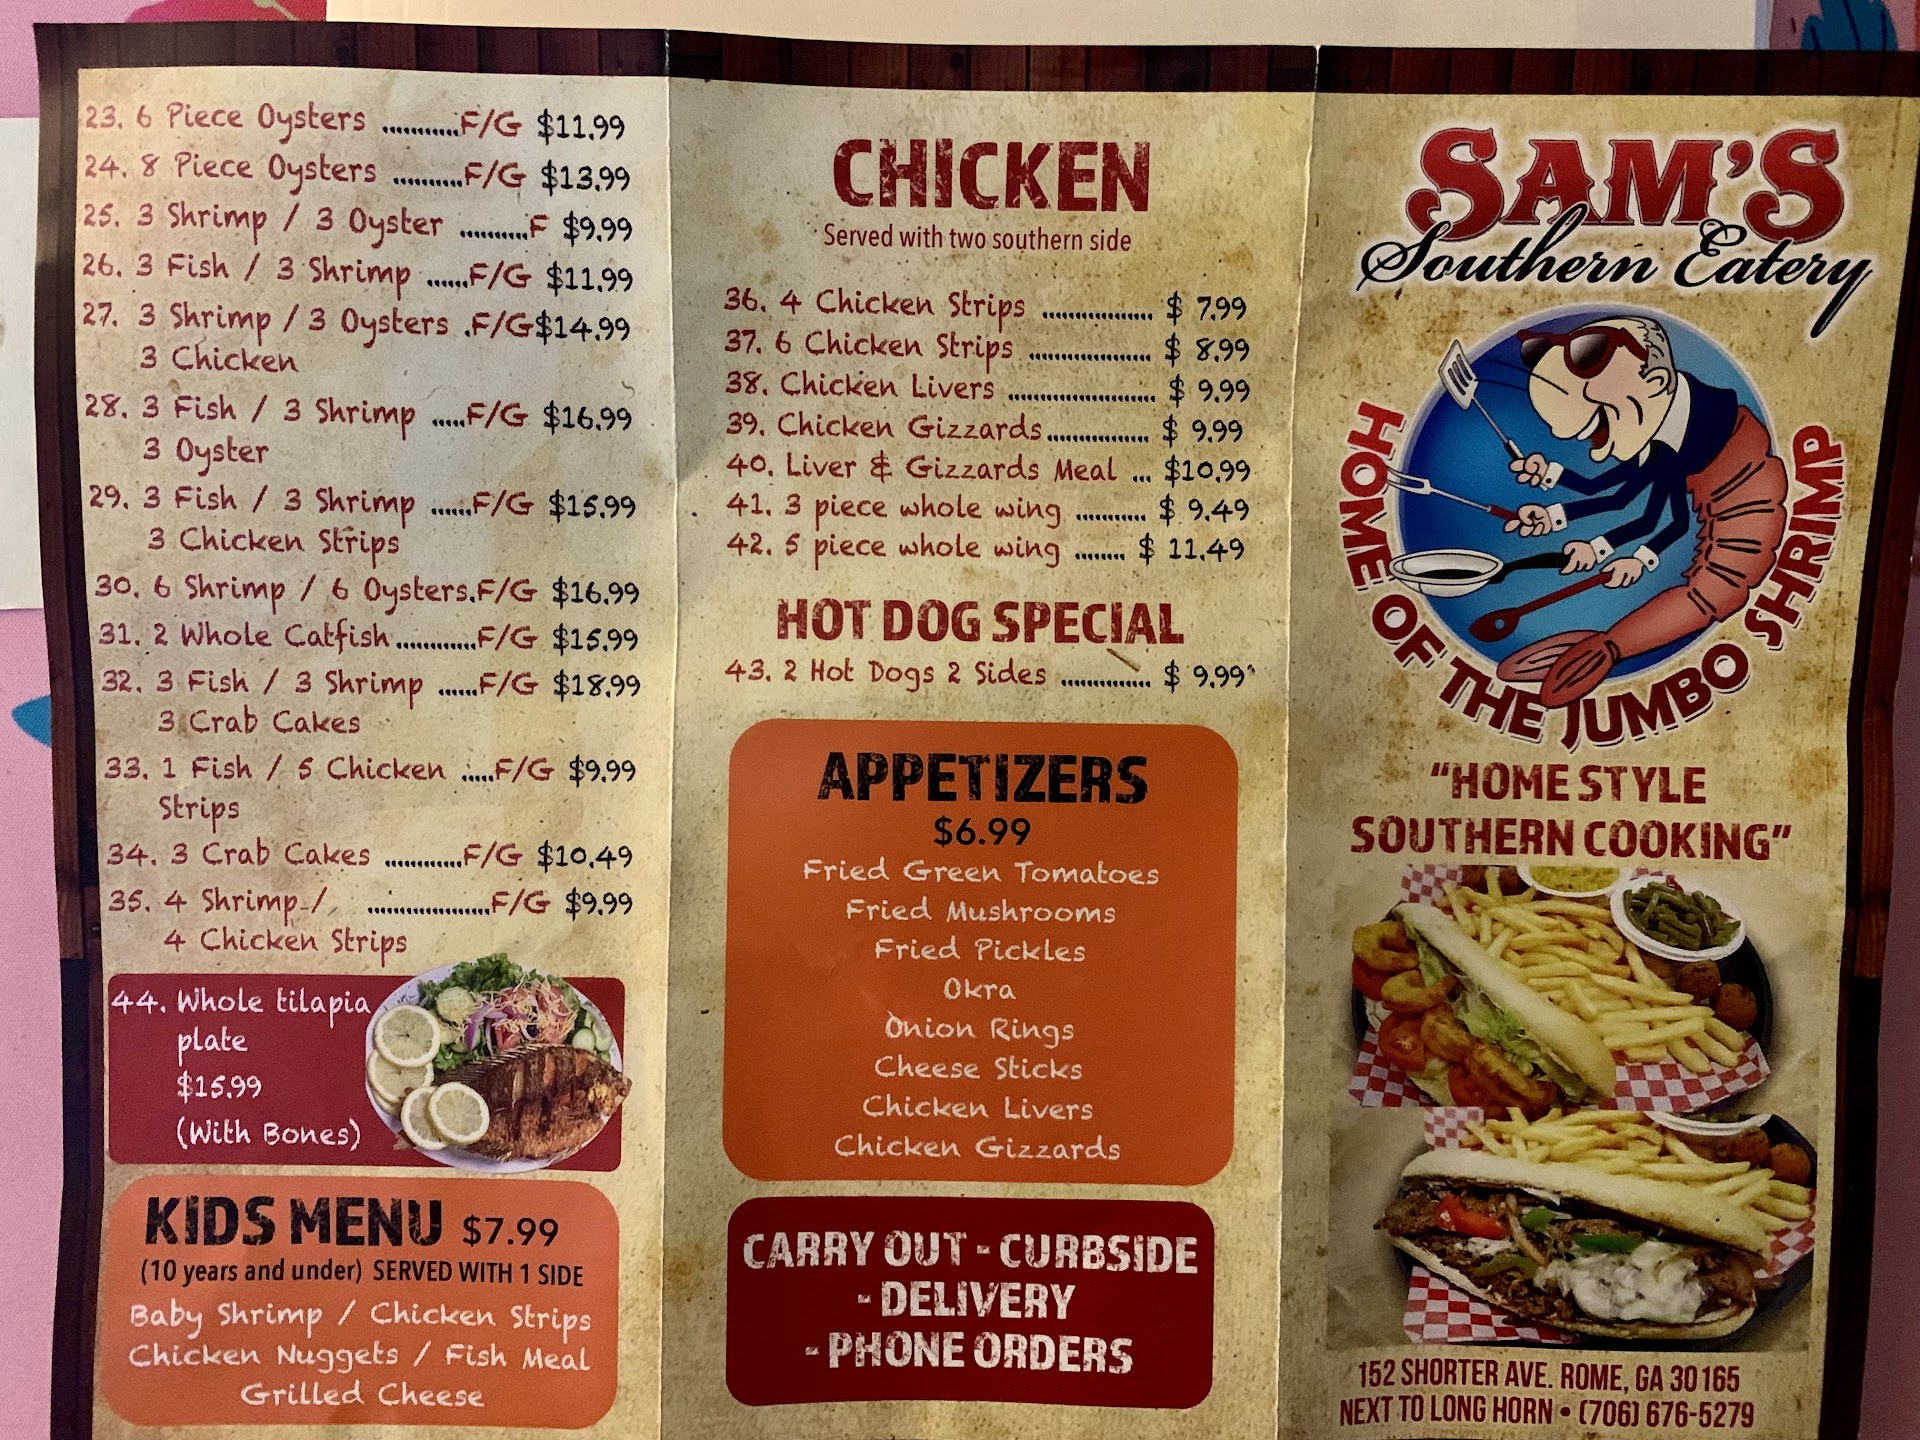 23. 6 Piece Oysters ...........F/G $11.99
24. 8 Piece Oysters ..........F/G $13.99
25. 3 Shrimp / 3 Oyster ..........F $9.99
26. 3 Fish / 3 Shrimp ......F/G $11.99
27. 3 Shrimp / 3 Oysters .F/G$14.99
3 Chicken
28. 3 Fish / 3 Shrimp .....F/G $16.99
3 Oyster
29. 3 Fish / 3 Shrimp ......F/G $15.99
3 Chicken Strips
30. 6 Shrimp / 6 Oysters.F/G $16.99
31. 2 Whole Catfish............F/G $15.99
32. 3 Fish / 3 Shrimp ......F/G $18.99
3 Crab Cakes
33. 1 Fish / 5 Chicken .....F/G $9.99
Strips
34. 3 Crab Cakes ............F/G $10.49
35. 4 Shrimp / ...................F/G $9.99
4 Chicken Strips
44. Whole tilapia
plate
$15.99
(With Bones)
KIDS MENU $7.99
(10 years and under) SERVED WITH 1 SIDE
Baby Shrimp / Chicken Strips
Chicken Nuggets / Fish Meal
Grilled Cheese
CHICKEN
Served with two southern side
36. 4 Chicken Strips ................. $ 7.99
37. 6 Chicken Strips ................... $ 8.99
38. Chicken Livers ....................... $ 9.99
39. Chicken Gizzards................ $ 9.99
40. Liver & Gizzards Meal ... $10.99
41. 3 piece whole wing ........... $ 9.49
42. 5 piece whole wing ........ $ 11.49
HOT DOG SPECIAL
43. 2 Hot Dogs 2 Sides .............. $ 9.99
APPETIZERS
$6.99
Fried Green Tomatoes
Fried Mushrooms
Fried Pickles
Okra
Onion Rings
Cheese Sticks
Chicken Livers
Chicken Gizzards
CARRY OUT - CURBSIDE
- DELIVERY
- PHONE ORDERS
SAM'S
Southern Eatery
HOME OF THE JUMBO SHRIMP
"HOME STYLE
SOUTHERN COOKING"
152 SHORTER AVE. ROME, GA 30165
NEXT TO LONG HORN • (706) 676-5279